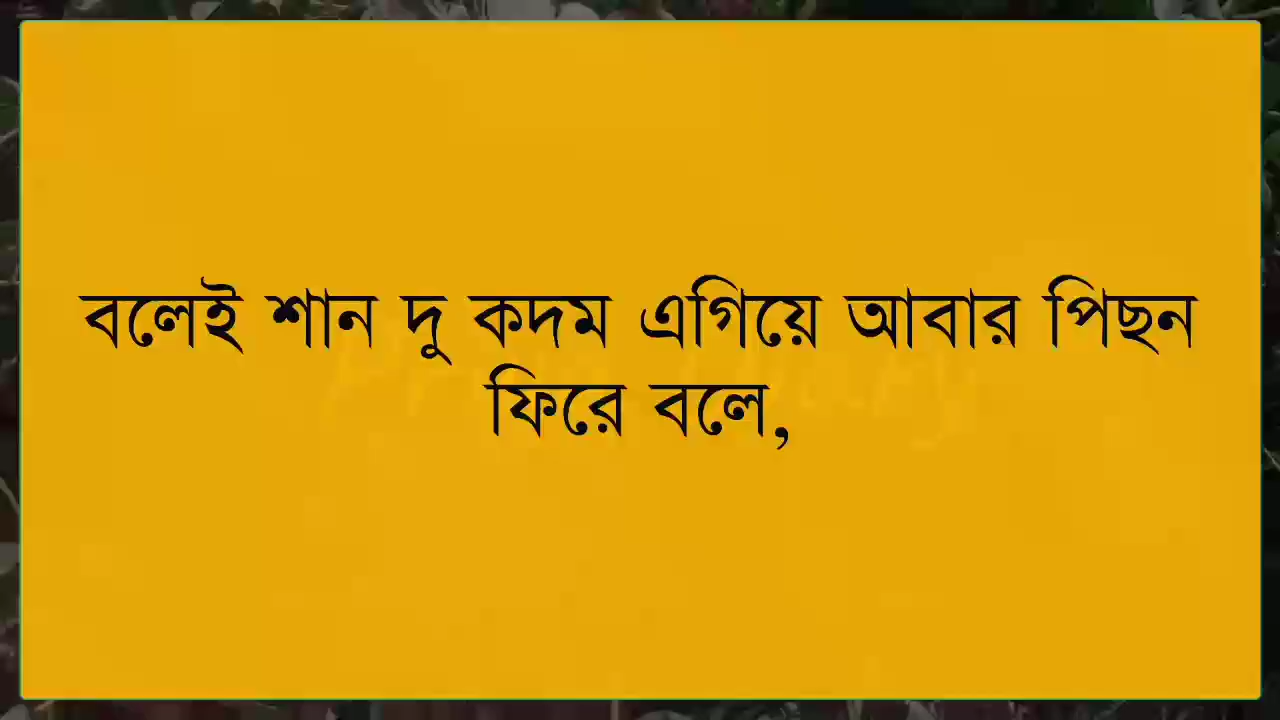 বলেই শান দু কদম এগিয়ে আবার পিছন
ফিরে বলে,